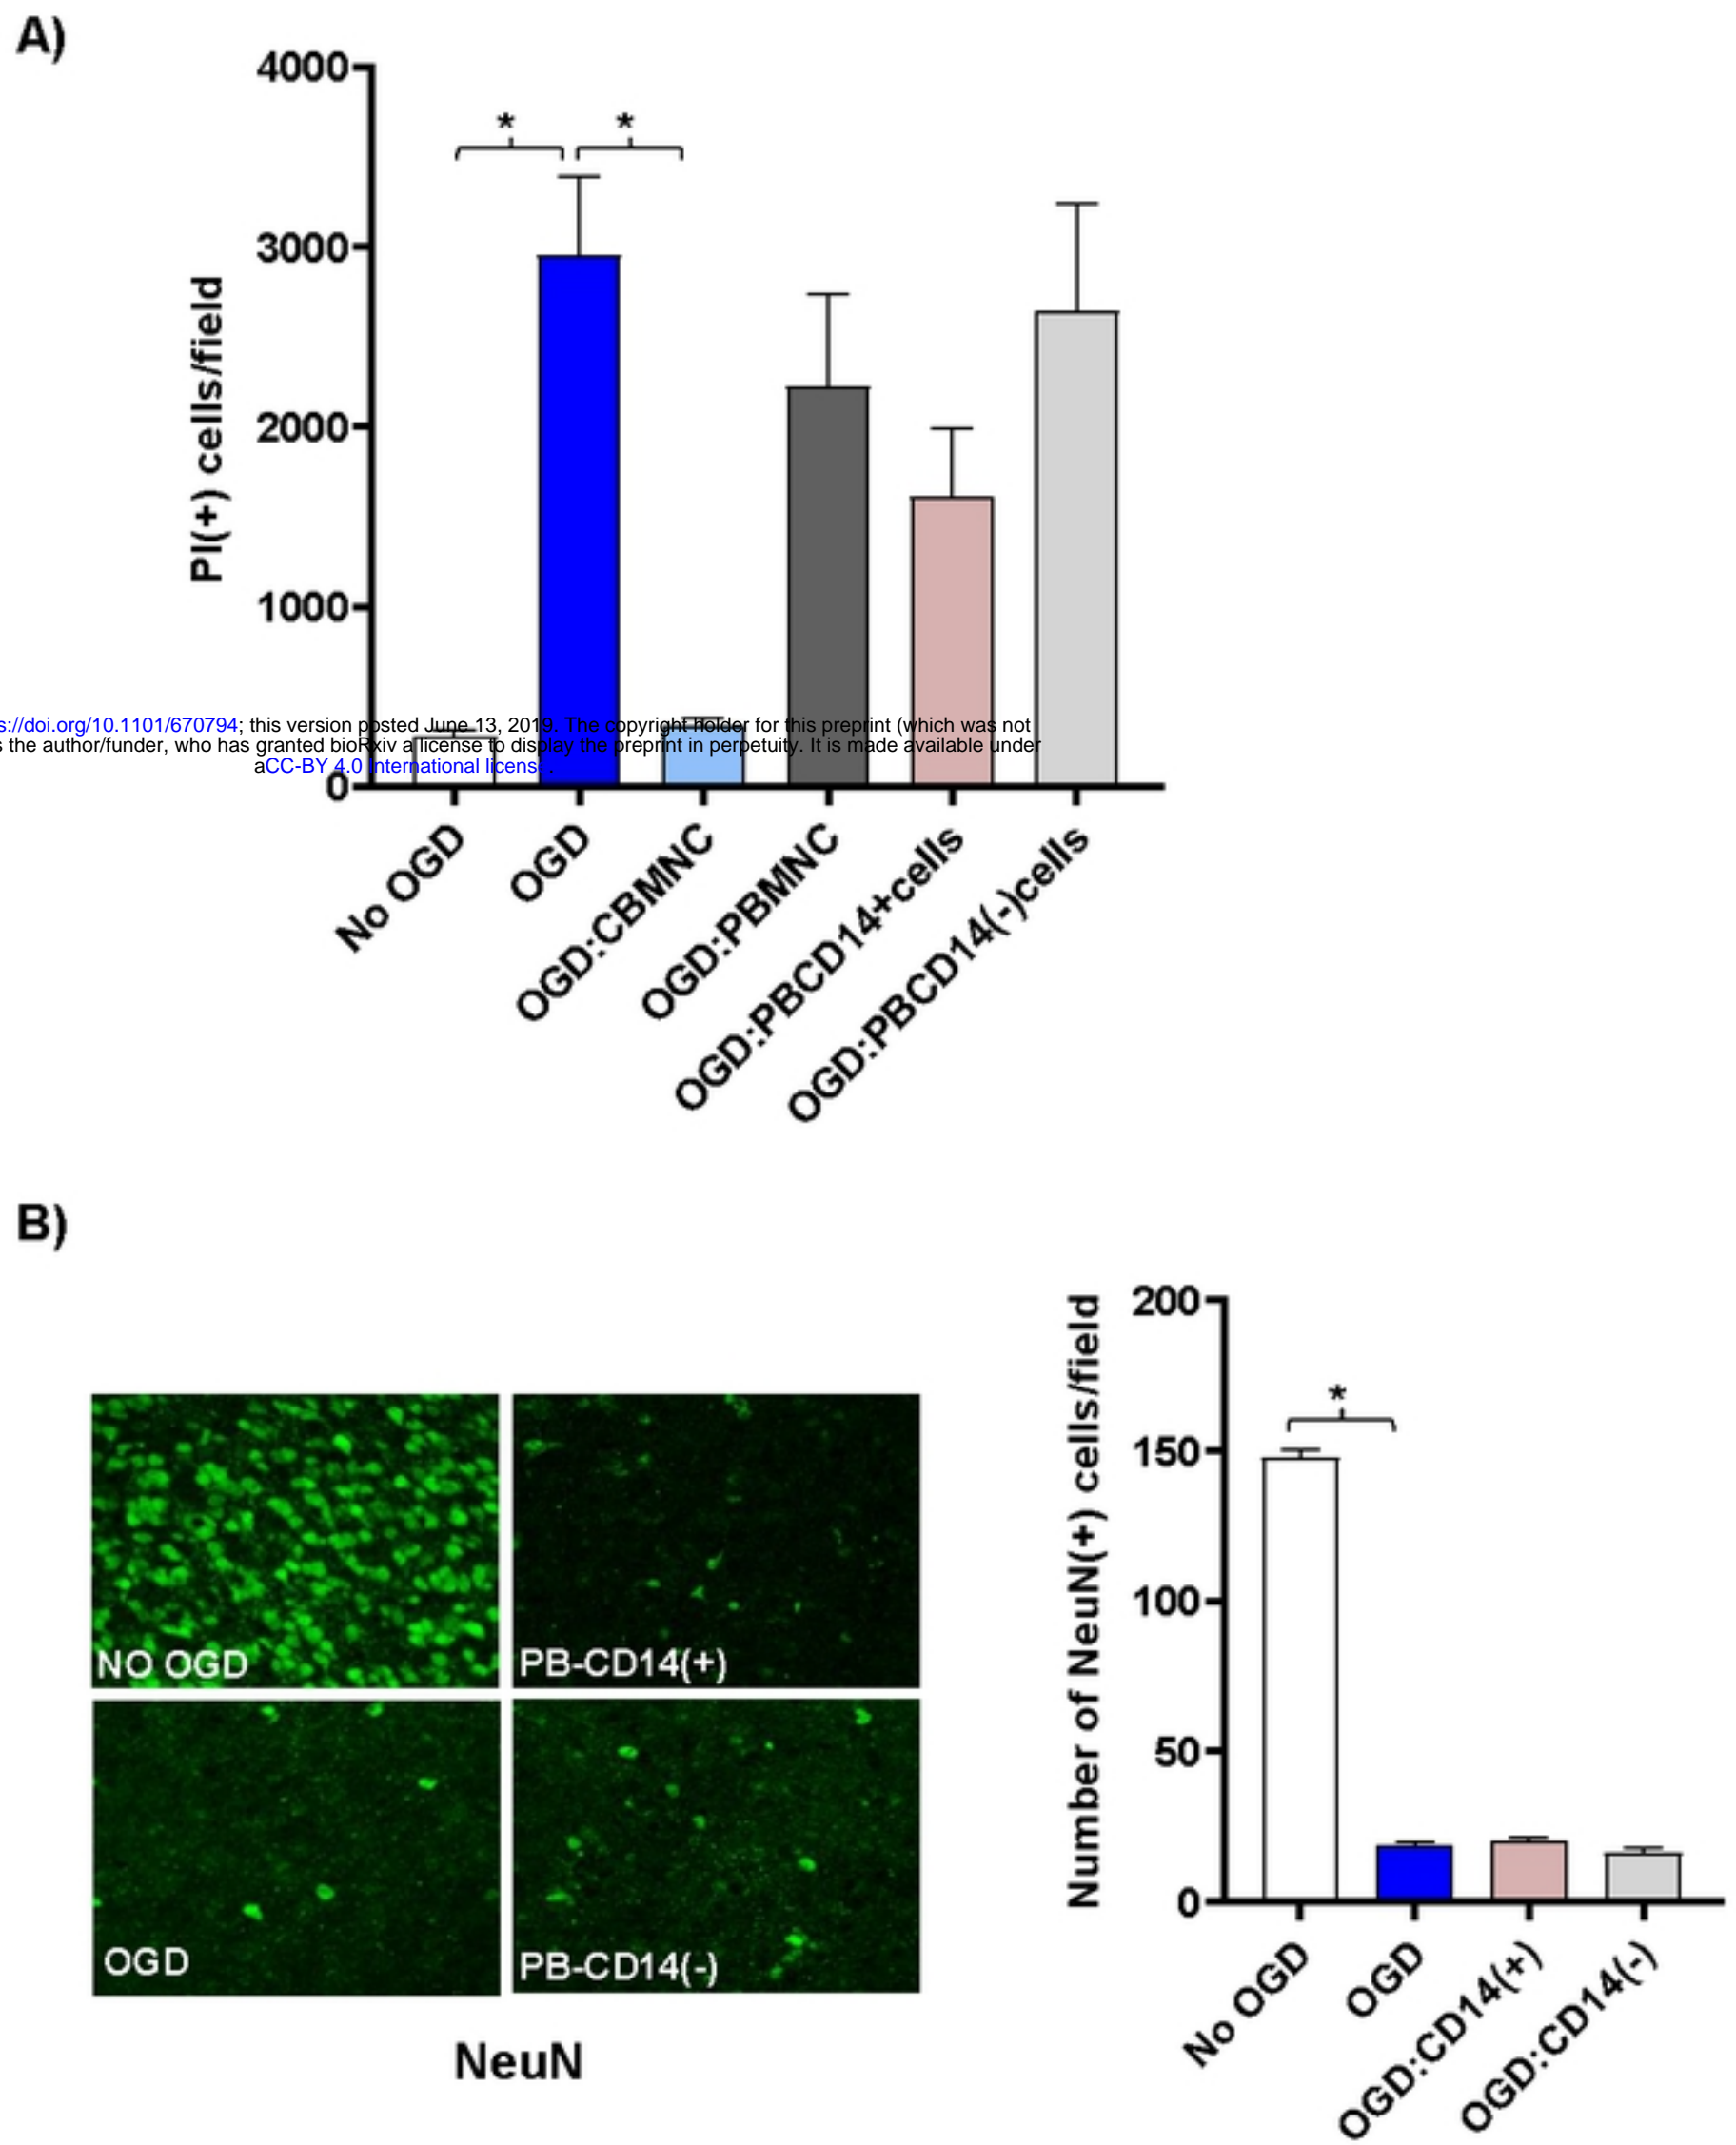 A)
4000
*
*
3000
2000
1000
0
PI(+) cells/field
s://doi.org/10.1101/670794; this version posted June 13, 2019. The copyright holder for this preprint (which was not
s the author/funder, who has granted bioRxiv a license to display the preprint in perpetuity. It is made available under
aCC-BY 4.0 International license.
No OGD
OGD
OGD:CBMNC
OGD:PBMNC
OGD:PBCD14+cells
OGD:PBCD14(-)cells
B)
NO OGD
PB-CD14(+)
OGD
PB-CD14(-)
NeuN
Number of NeuN(+) cells/field
200
*
150
100
50
0
No OGD
OGD
OGD:CD14(+)
OGD:CD14(-)